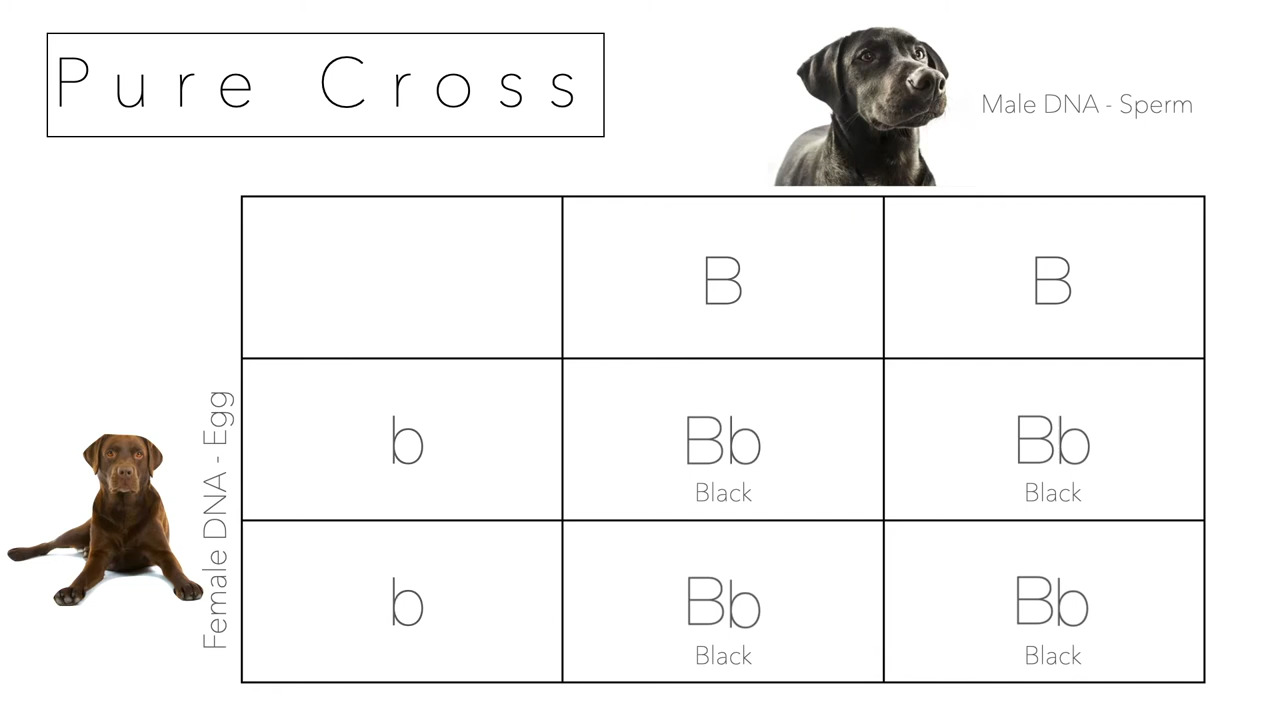 Pure Cross
Male DNA - Sperm
B B
Female DNA - Egg
b Bb Bb
Black Black
b Bb Bb
Black Black